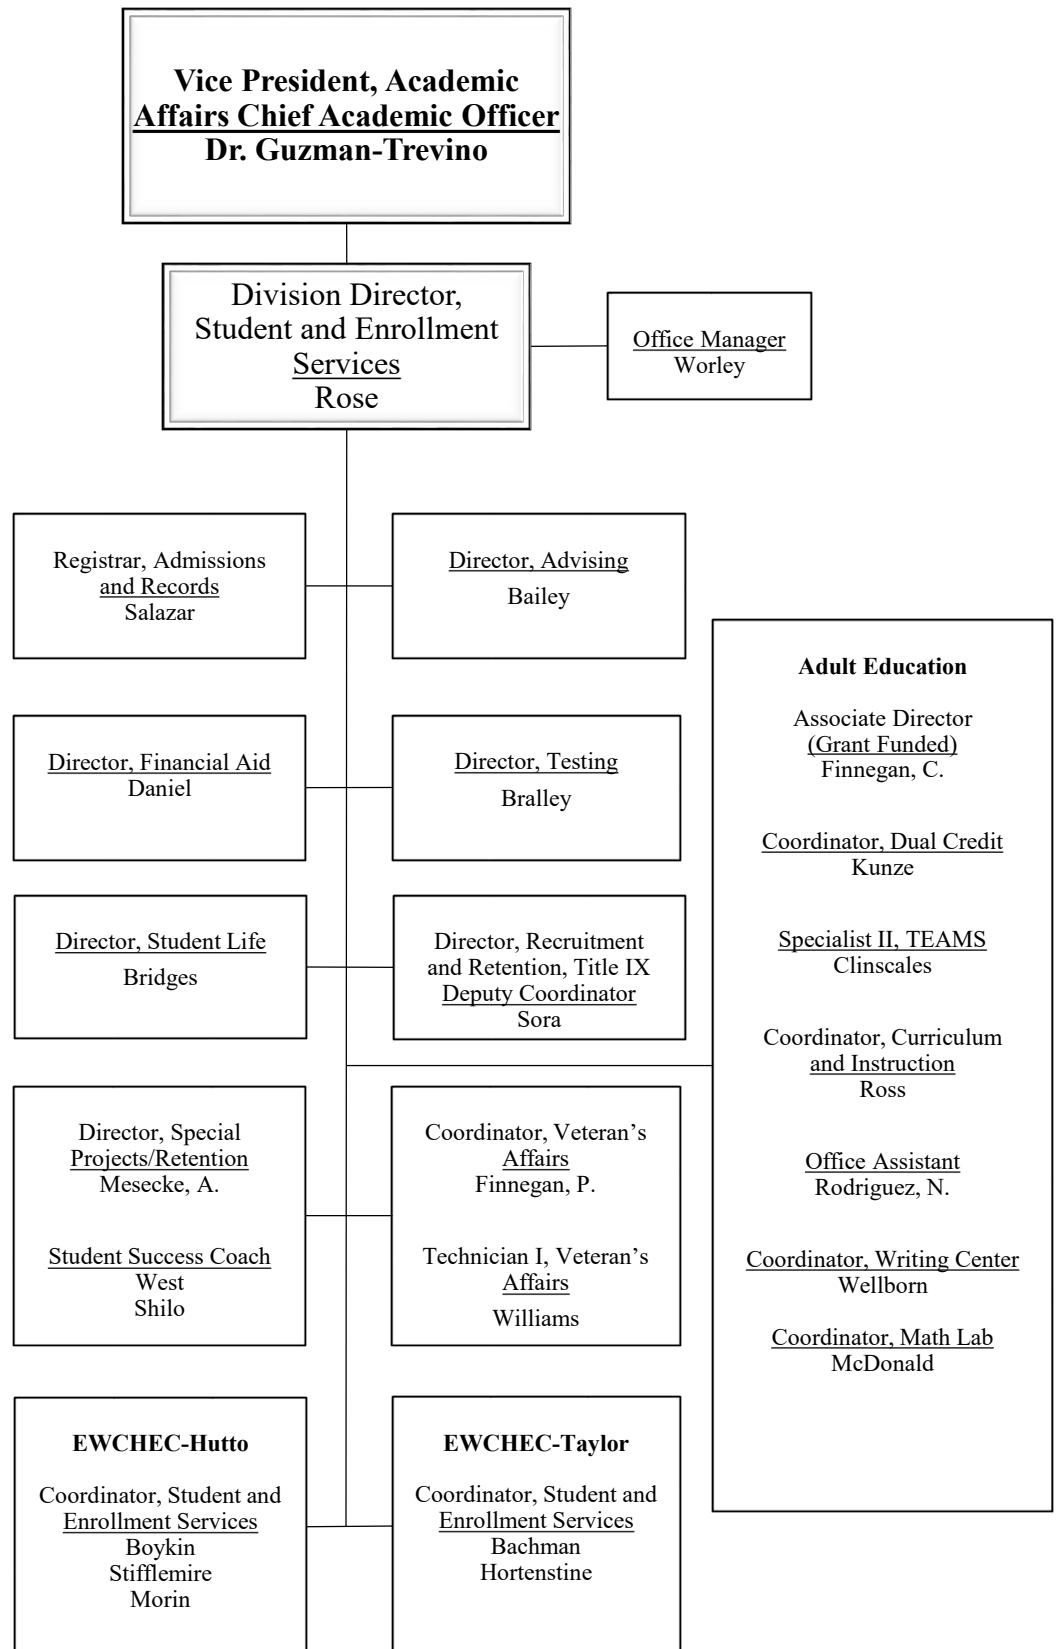 Vice President, Academic
Affairs Chief Academic Officer
Dr. Guzman-Trevino
Division Director,
Student and Enrollment
Services
Rose
Office Manager
Worley
Registrar, Admissions
and Records
Salazar
Director, Advising
Bailey
Director, Financial Aid
Daniel
Director, Testing
Bralley
Director, Student Life
Bridges
Director, Recruitment
and Retention, Title IX
Deputy Coordinator
Sora
Director, Special
Projects/Retention
Mesecke, A.
Student Success Coach
West
Shilo
Coordinator, Veteran’s
Affairs
Finnegan, P.
Technician I, Veteran’s
Affairs
Williams
Adult Education
Associate Director
(Grant Funded)
Finnegan, C.
Coordinator, Dual Credit
Kunze
Specialist II, TEAMS
Clinscales
Coordinator, Curriculum
and Instruction
Ross
Office Assistant
Rodriguez, N.
Coordinator, Writing Center
Wellborn
Coordinator, Math Lab
McDonald
EWCHEC-Hutto
Coordinator, Student and
Enrollment Services
Boykin
Stifflemire
Morin
EWCHEC-Taylor
Coordinator, Student and
Enrollment Services
Bachman
Hortenstine